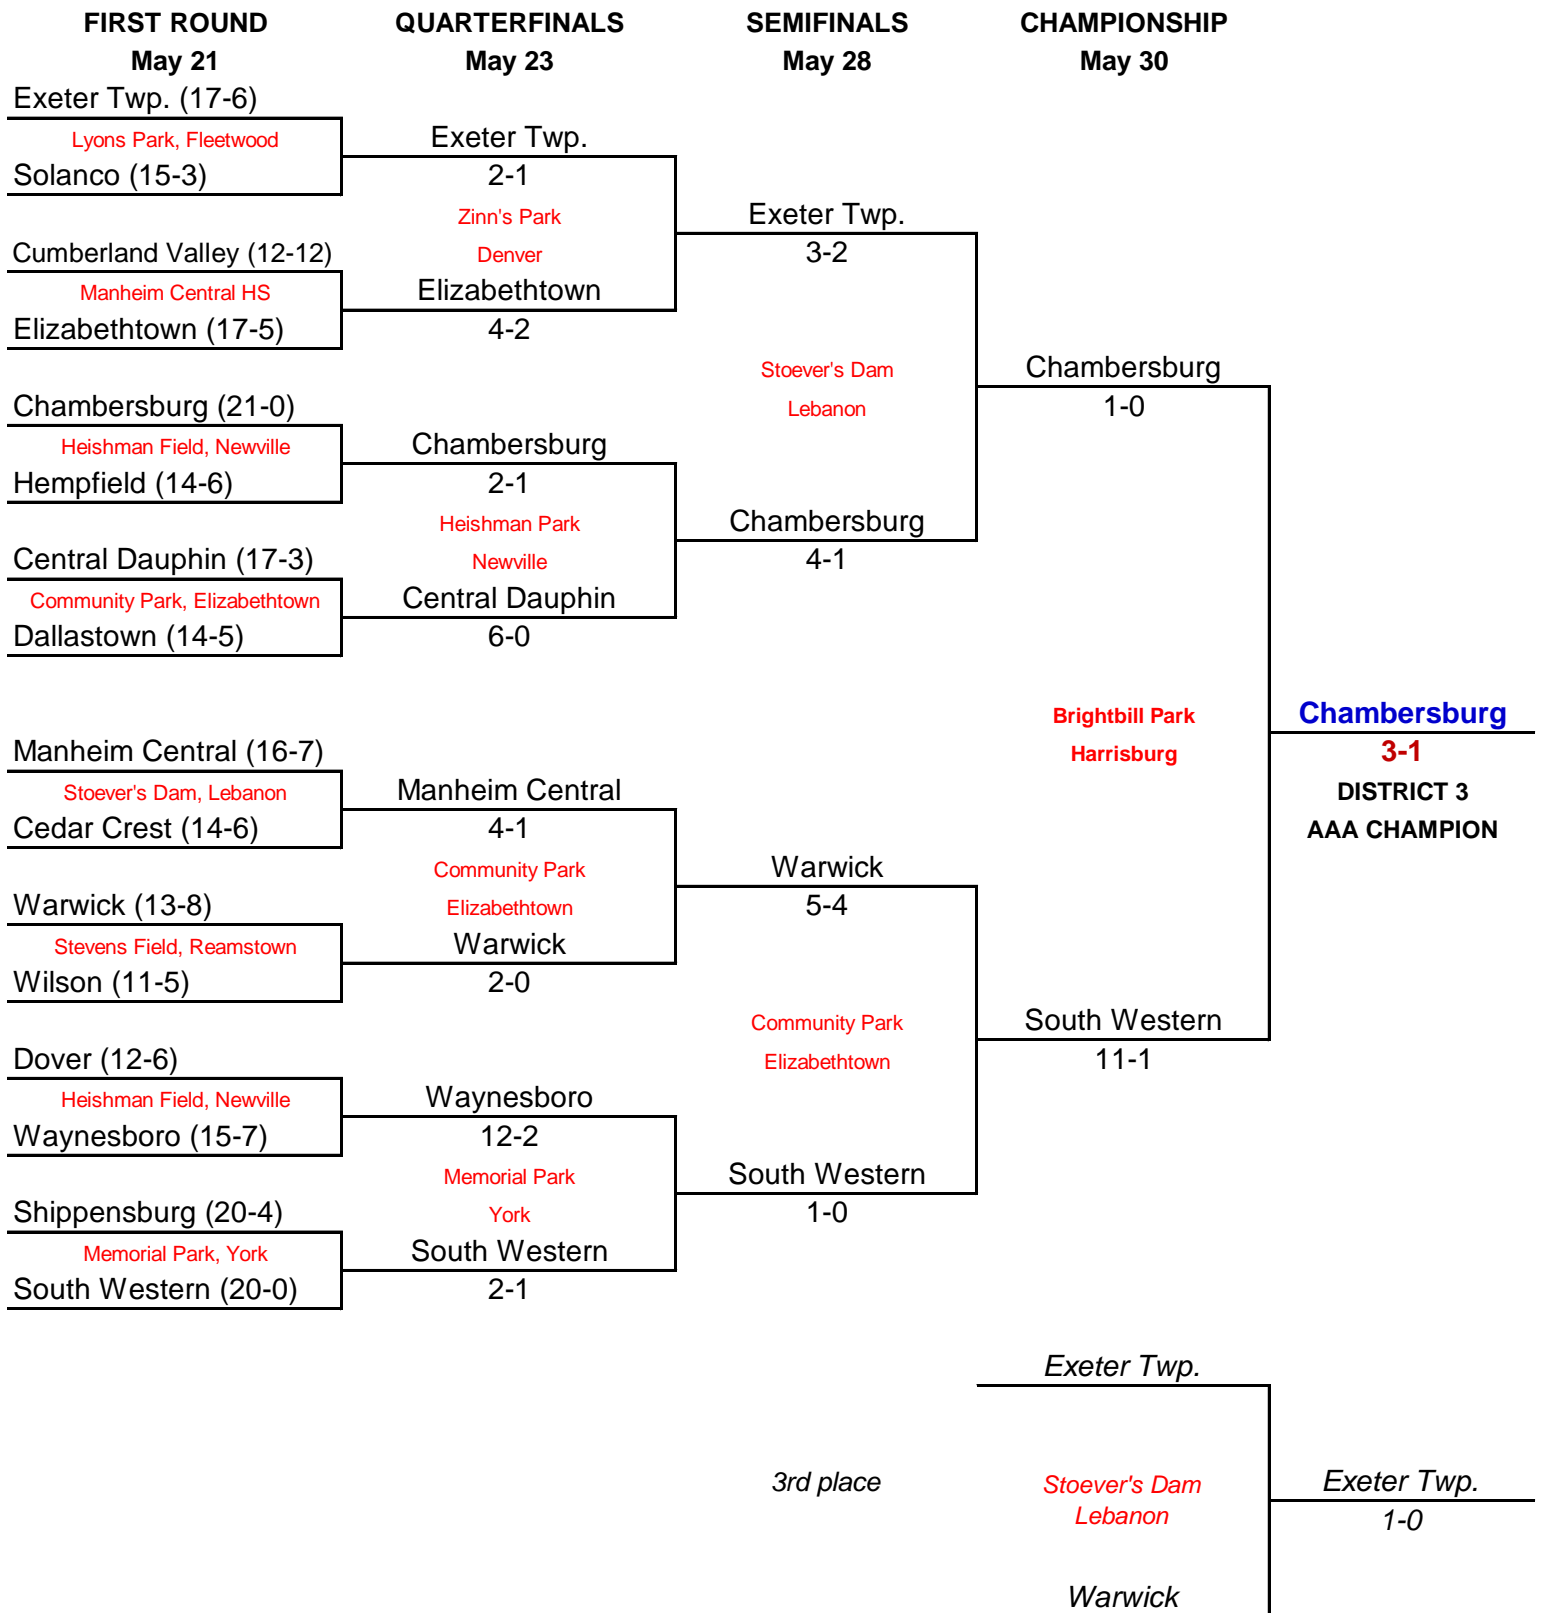 FIRST ROUND
May 21
Exeter Twp. (17-6)
Lyons Park, Fleetwood
Solanco (15-3)
Cumberland Valley (12-12)
Manheim Central HS
Elizabethtown (17-5)
Chambersburg (21-0)
Heishman Field, Newville
Hempfield (14-6)
Central Dauphin (17-3)
Community Park, Elizabethtown
Dallastown (14-5)
Manheim Central (16-7)
Stoever's Dam, Lebanon
Cedar Crest (14-6)
Warwick (13-8)
Stevens Field, Reamstown
Wilson (11-5)
Dover (12-6)
Heishman Field, Newville
Waynesboro (15-7)
Shippensburg (20-4)
Memorial Park, York
South Western (20-0)
QUARTERFINALS
May 23
Exeter Twp.
2-1
Zinn's Park
Denver
Elizabethtown
4-2
Chambersburg
2-1
Heishman Park
Newville
Central Dauphin
6-0
Manheim Central
4-1
Community Park
Elizabethtown
Warwick
2-0
Waynesboro
12-2
Memorial Park
York
South Western
2-1
SEMIFINALS
May 28
Exeter Twp.
3-2
Stoever's Dam
Lebanon
Chambersburg
4-1
Warwick
5-4
Community Park
Elizabethtown
South Western
1-0
CHAMPIONSHIP
May 30
Chambersburg
1-0
Brightbill Park
Harrisburg
South Western
11-1
Chambersburg
3-1
DISTRICT 3
AAA CHAMPION
3rd place
Exeter Twp.
Stoever's Dam
Lebanon
Warwick
Exeter Twp.
1-0